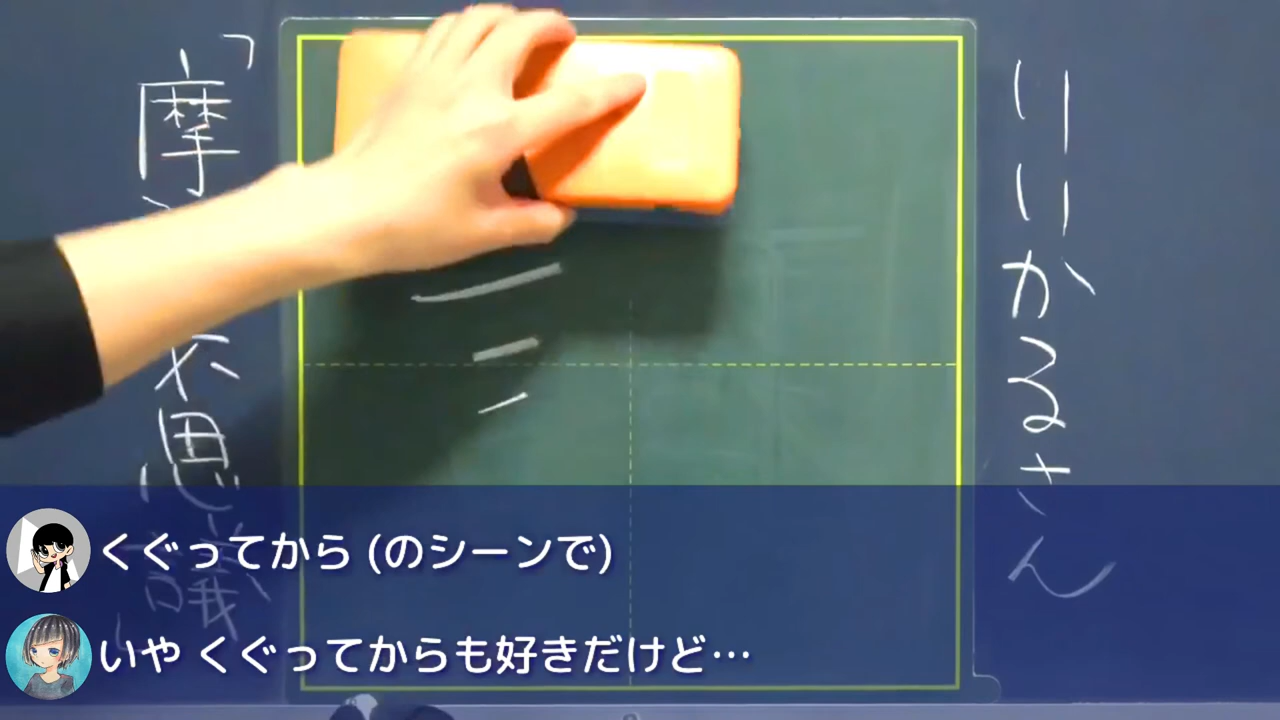 りりかるさん
「摩不思議」
くぐってから (のシーンで)
いや くぐってからも好きだけど…